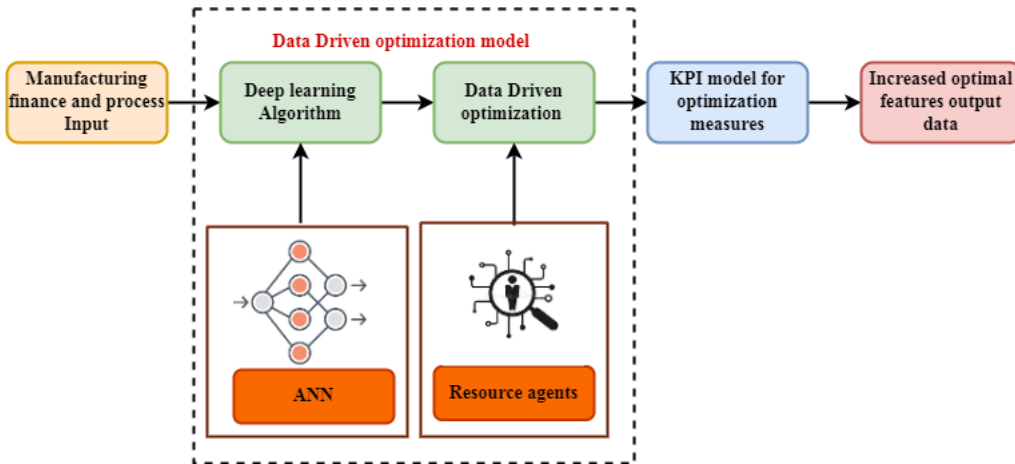 Data Driven optimization model
Manufacturing
finance and process
Input
Deep learning
Algorithm
Data Driven
optimization
KPI model for
optimization
measures
Increased optimal
features output
data
ANN
Resource agents